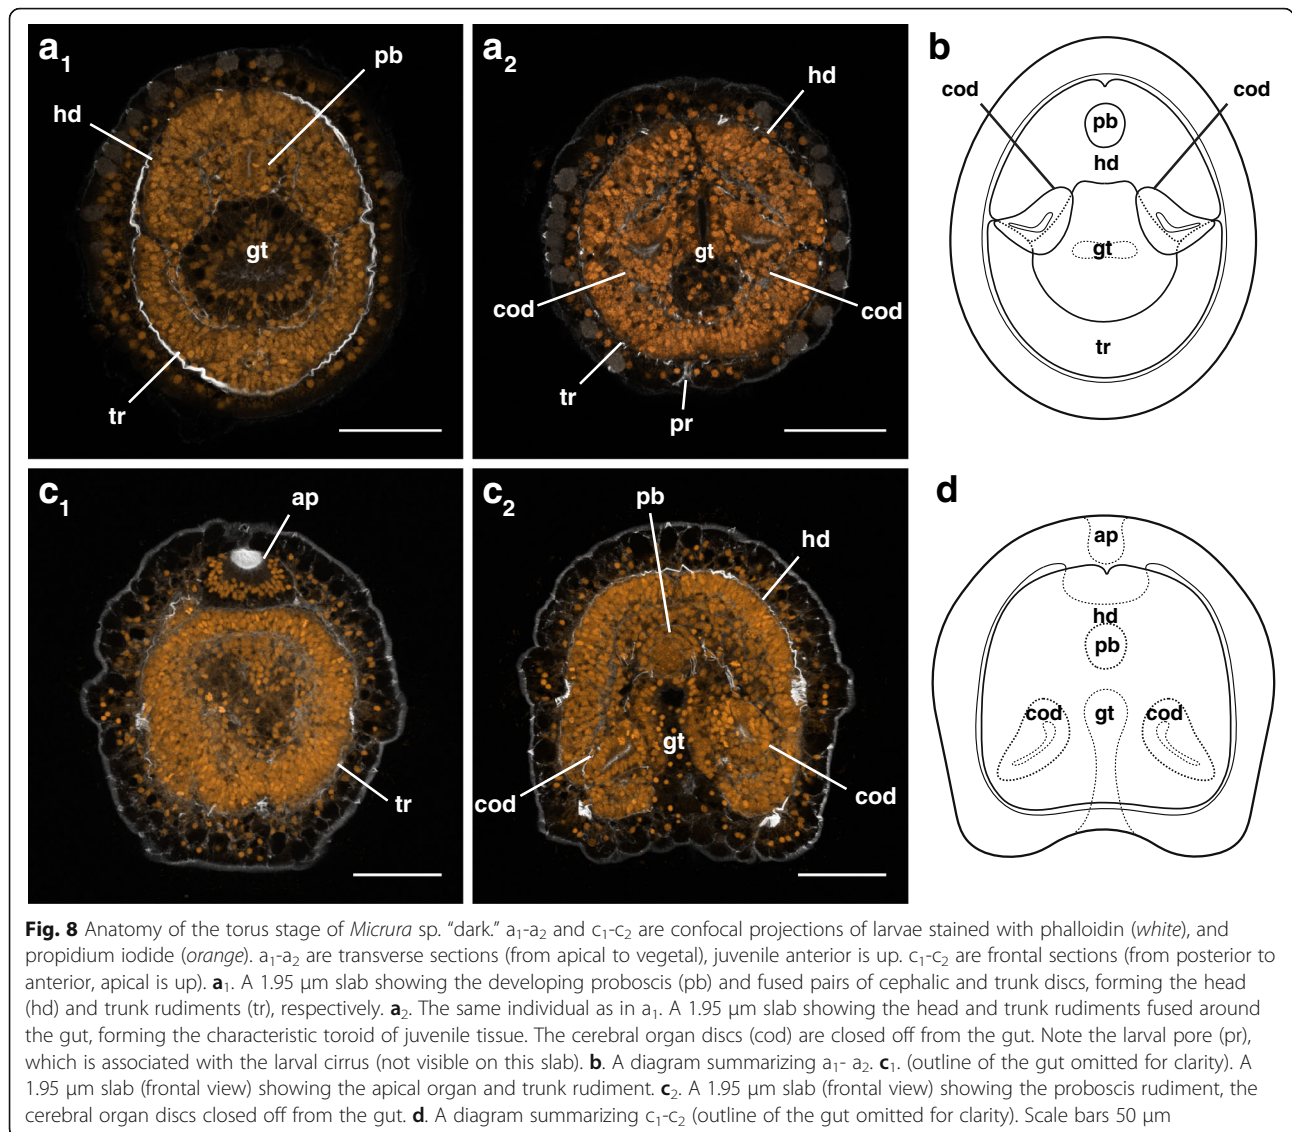 a₁
pb
hd
gt
tr
a₂
hd
gt
cod
cod
tr
pr
b
cod
cod
pb
hd
gt
tr
c₁
ap
tr
c₂
pb
hd
gt
cod
cod
d
ap
hd
pb
cod
gt
cod
Fig. 8 Anatomy of the torus stage of Micrura sp. “dark.” a₁-a₂ and c₁-c₂ are confocal projections of larvae stained with phalloidin (white), and
propidium iodide (orange). a₁-a₂ are transverse sections (from apical to vegetal), juvenile anterior is up. c₁-c₂ are frontal sections (from posterior to
anterior, apical is up). a₁. A 1.95 μm slab showing the developing proboscis (pb) and fused pairs of cephalic and trunk discs, forming the head
(hd) and trunk rudiments (tr), respectively. a₂. The same individual as in a₁. A 1.95 μm slab showing the head and trunk rudiments fused around
the gut, forming the characteristic toroid of juvenile tissue. The cerebral organ discs (cod) are closed off from the gut. Note the larval pore (pr),
which is associated with the larval cirrus (not visible on this slab). b. A diagram summarizing a₁- a₂. c₁. (outline of the gut omitted for clarity). A
1.95 μm slab (frontal view) showing the apical organ and trunk rudiment. c₂. A 1.95 μm slab (frontal view) showing the proboscis rudiment, the
cerebral organ discs closed off from the gut. d. A diagram summarizing c₁-c₂ (outline of the gut omitted for clarity). Scale bars 50 μm